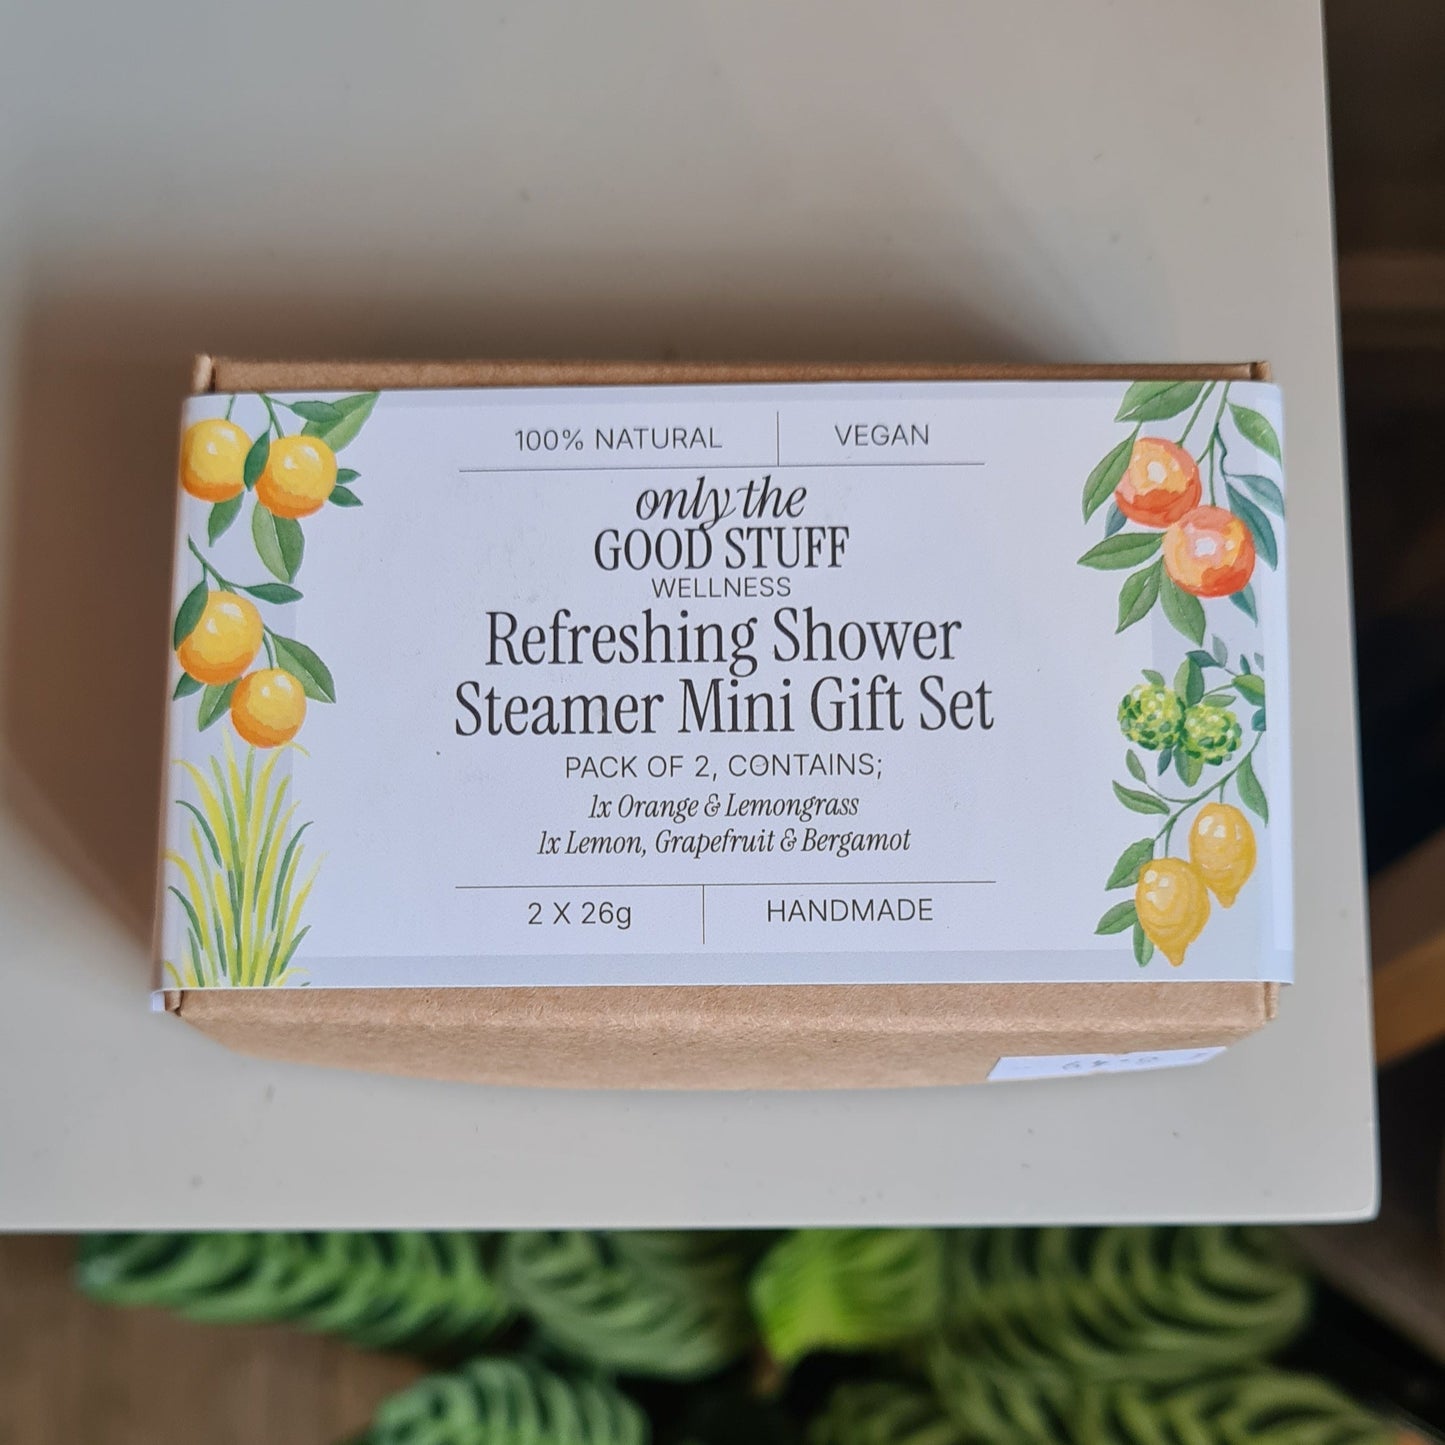 100% NATURAL VEGAN
only the
GOOD STUFF
WELLNESS
Refreshing Shower
Steamer Mini Gift Set
PACK OF 2, CONTAINS;
1x Orange & Lemongrass
1x Lemon, Grapefruit & Bergamot
2 X 26g HANDMADE